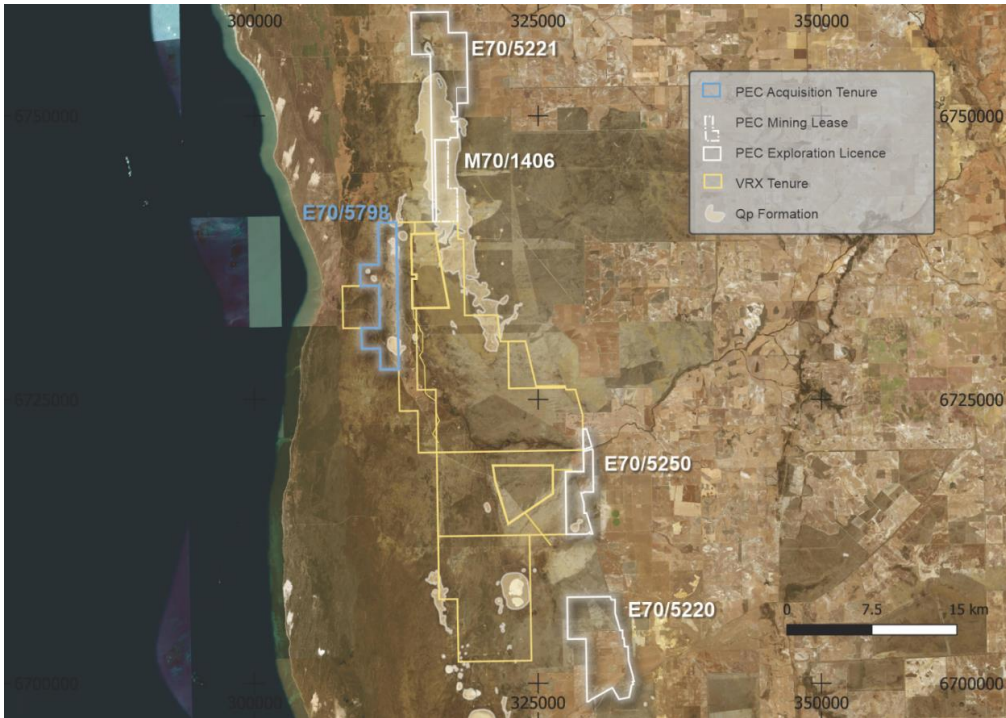 300000 325000 350000
E70/5221
6750000 6750000
PEC Acquisition Tenure
PEC Mining Lease
PEC Exploration Licence
VRX Tenure
Qp Formation
M70/1406
E70/5798
6725000 6725000
E70/5250
0 7.5 15 km
E70/5220
6700000 6700000
300000 325000 350000